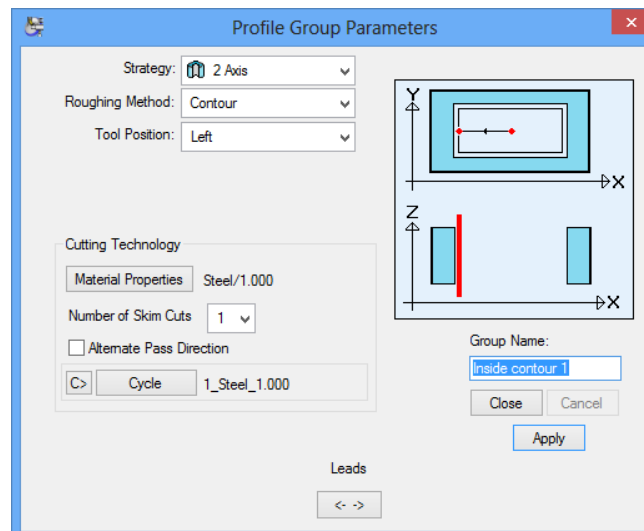 Profile Group Parameters
Strategy: 2 Axis
Roughing Method: Contour
Tool Position: Left
Y
X
Z
X
Cutting Technology
Material Properties Steel/1.000
Number of Skim Cuts 1
Alternate Pass Direction
C> Cycle 1_Steel_1.000
Group Name:
Inside contour 1
Close Cancel
Apply
Leads
<- ->